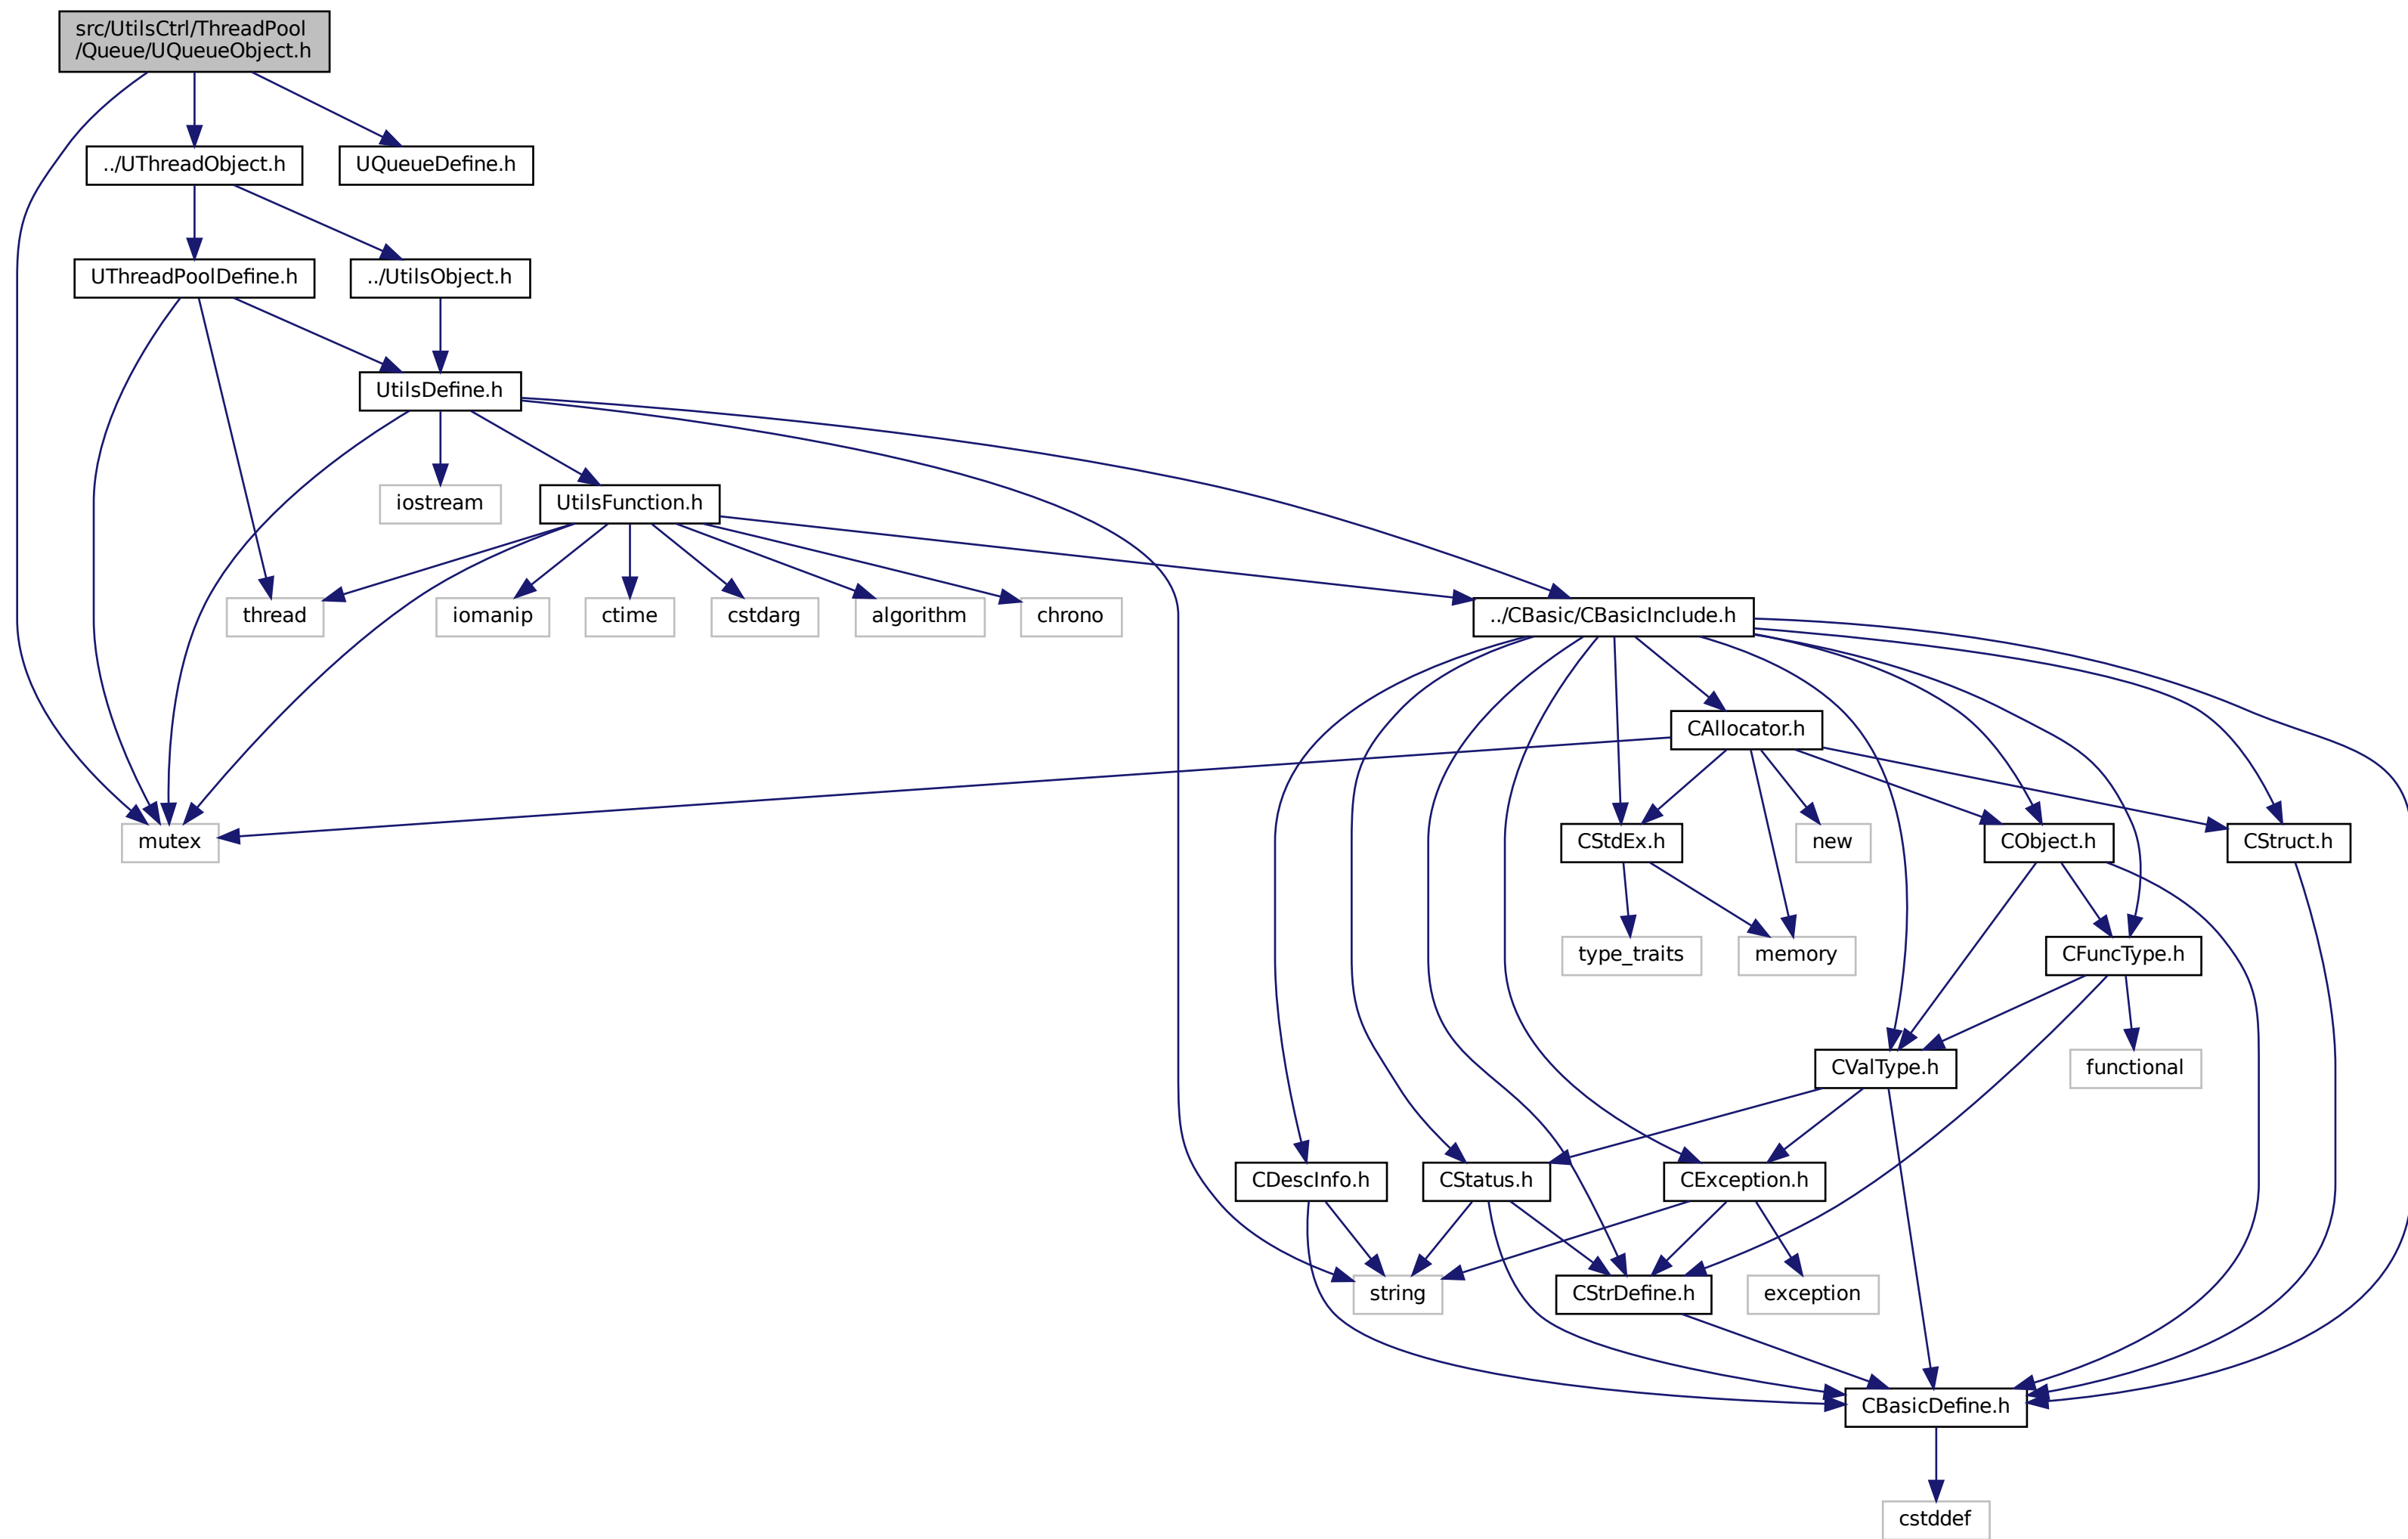 src/UtilsCtrl/ThreadPool
/Queue/UQueueObject.h
../UThreadObject.h
UQueueDefine.h
UThreadPoolDefine.h
../UtilsObject.h
UtilsDefine.h
iostream
UtilsFunction.h
thread
iomanip
ctime
cstdarg
algorithm
chrono
../CBasic/CBasicInclude.h
CAllocator.h
mutex
CStdEx.h
new
CObject.h
CStruct.h
type_traits
memory
CFuncType.h
CValType.h
functional
CDescInfo.h
CStatus.h
CException.h
string
CStrDefine.h
exception
CBasicDefine.h
cstddef